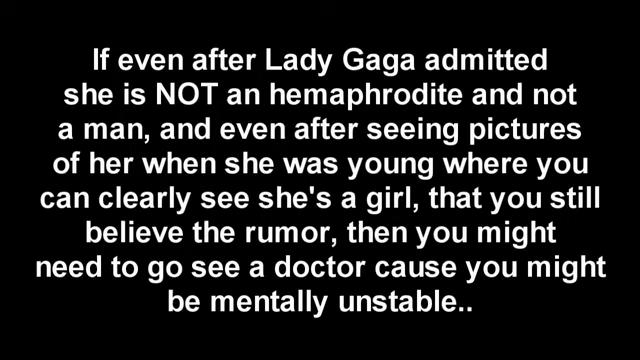 If even after Lady Gaga admitted
she is NOT an hemaphrodite and not
a man, and even after seeing pictures
of her when she was young where you
can clearly see she's a girl, that you still
believe the rumor, then you might
need to go see a doctor cause you might
be mentally unstable..